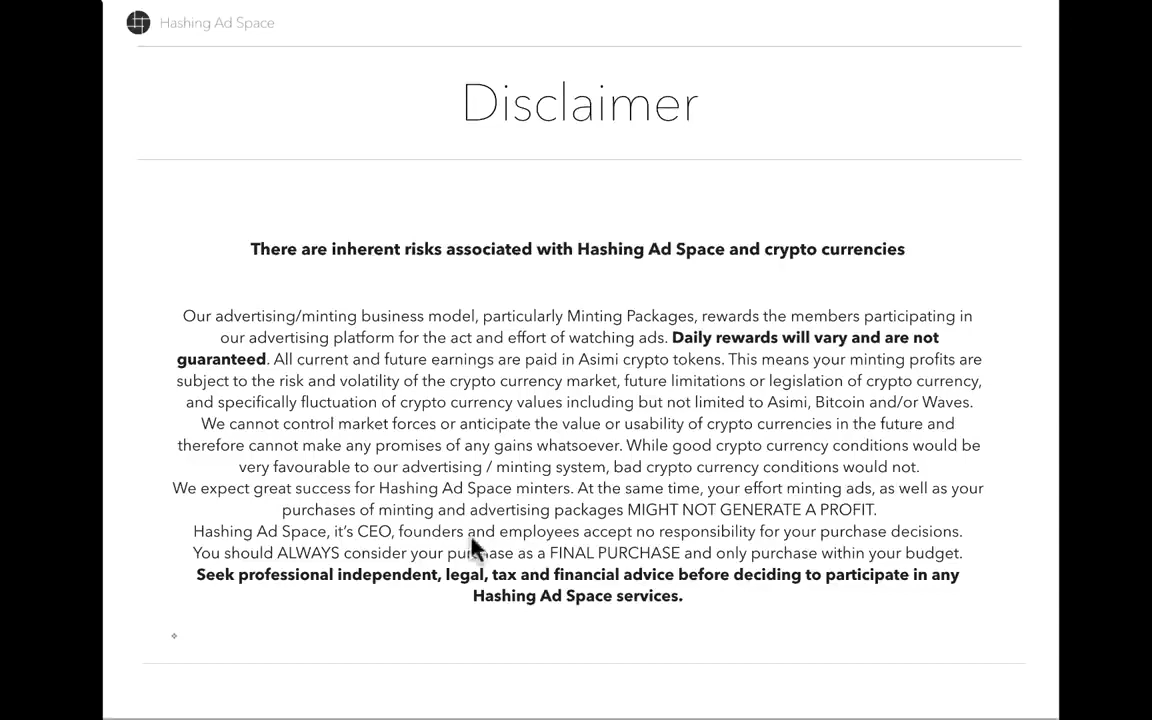 Hashing Ad Space
Disclaimer
There are inherent risks associated with Hashing Ad Space and crypto currencies
Our advertising/minting business model, particularly Minting Packages, rewards the members participating in
our advertising platform for the act and effort of watching ads. Daily rewards will vary and are not
guaranteed. All current and future earnings are paid in Asimi crypto tokens. This means your minting profits are
subject to the risk and volatility of the crypto currency market, future limitations or legislation of crypto currency,
and specifically fluctuation of crypto currency values including but not limited to Asimi, Bitcoin and/or Waves.
We cannot control market forces or anticipate the value or usability of crypto currencies in the future and
therefore cannot make any promises of any gains whatsoever. While good crypto currency conditions would be
very favourable to our advertising / minting system, bad crypto currency conditions would not.
We expect great success for Hashing Ad Space minters. At the same time, your effort minting ads, as well as your
purchases of minting and advertising packages MIGHT NOT GENERATE A PROFIT.
Hashing Ad Space, it's CEO, founders and employees accept no responsibility for your purchase decisions.
You should ALWAYS consider your purchase as a FINAL PURCHASE and only purchase within your budget.
Seek professional independent, legal, tax and financial advice before deciding to participate in any
Hashing Ad Space services.